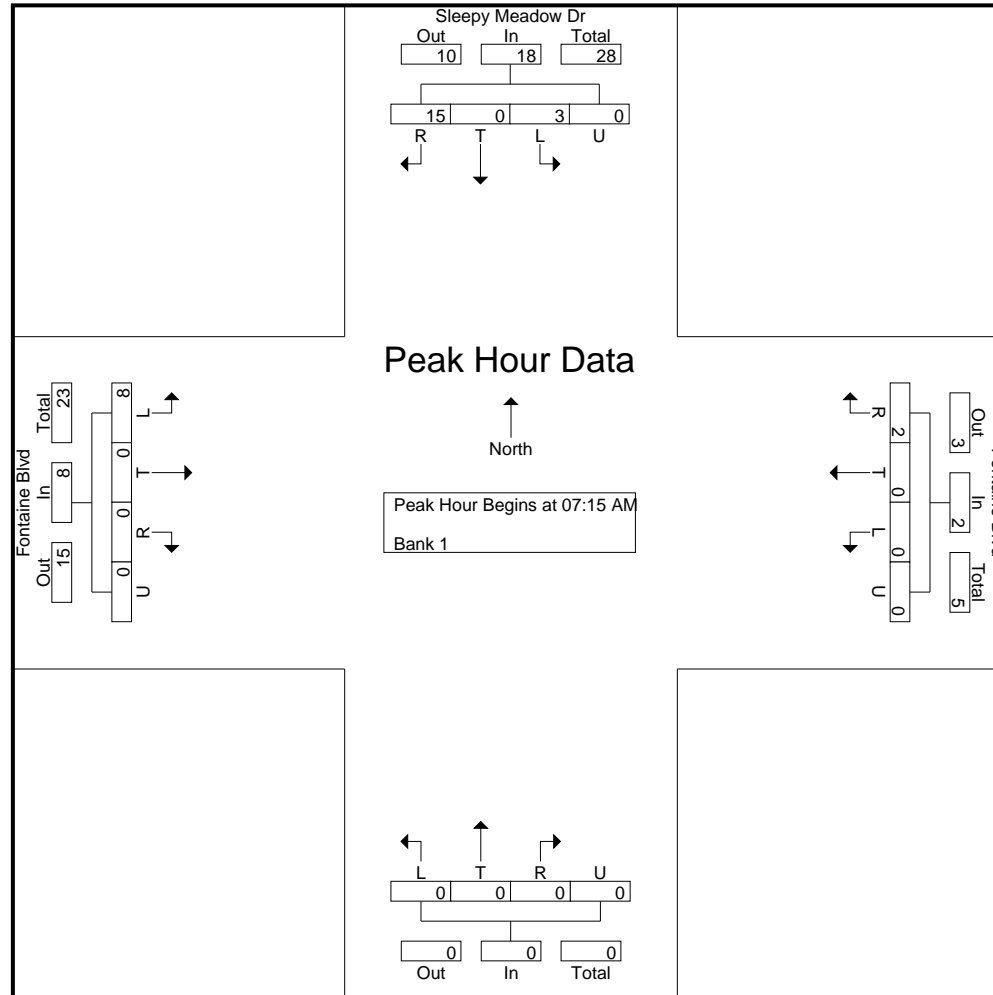 Sleepy Meadow Dr
Out In Total
10 18 28
15 0 3 0
R T L U
Peak Hour Data
North
Peak Hour Begins at 07:15 AM
Bank 1
Fontaine Blvd
Out In Total
15 8 23
8 0 0 0
L T R U
Out In Total
3 2 5
2 0 0 0
R T L U
L T R U
0 0 0 0
0 0 0
Out In Total